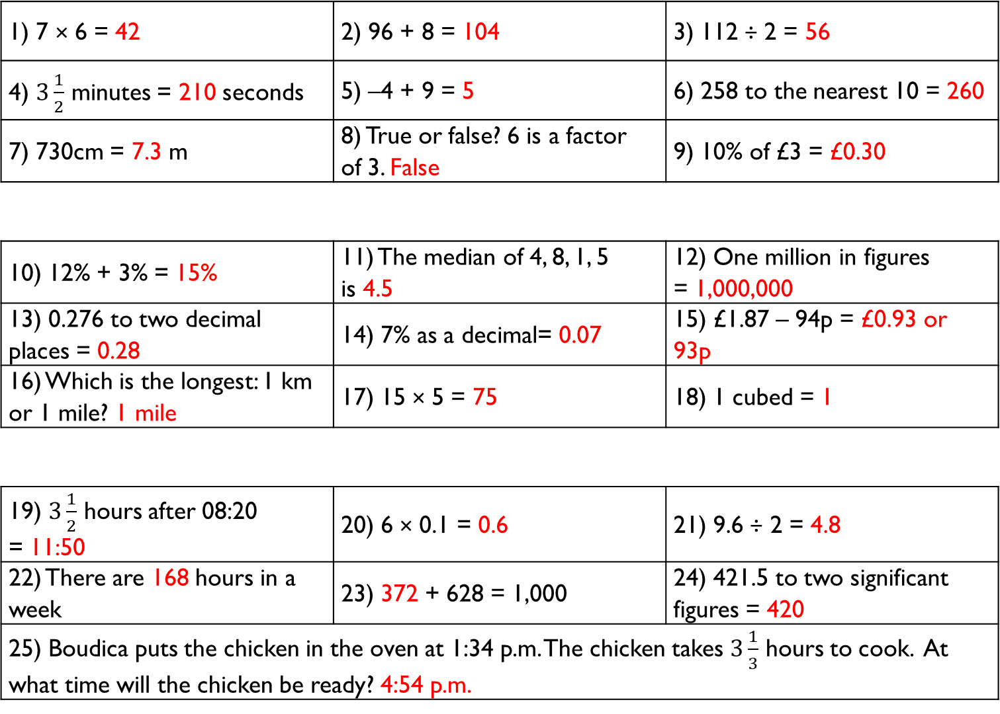 1) 7 × 6 = 42
2) 96 + 8 = 104
3) 112 ÷ 2 = 56
4) 3 1/2 minutes = 210 seconds
5) –4 + 9 = 5
6) 258 to the nearest 10 = 260
7) 730cm = 7.3 m
8) True or false? 6 is a factor
of 3. False
9) 10% of £3 = £0.30
10) 12% + 3% = 15%
11) The median of 4, 8, 1, 5
is 4.5
12) One million in figures
= 1,000,000
13) 0.276 to two decimal
places = 0.28
14) 7% as a decimal= 0.07
15) £1.87 – 94p = £0.93 or
93p
16) Which is the longest: 1 km
or 1 mile? 1 mile
17) 15 × 5 = 75
18) 1 cubed = 1
19) 3 1/2 hours after 08:20
= 11:50
20) 6 × 0.1 = 0.6
21) 9.6 ÷ 2 = 4.8
22) There are 168 hours in a
week
23) 372 + 628 = 1,000
24) 421.5 to two significant
figures = 420
25) Boudica puts the chicken in the oven at 1:34 p.m. The chicken takes 3 1/3 hours to cook. At
what time will the chicken be ready? 4:54 p.m.